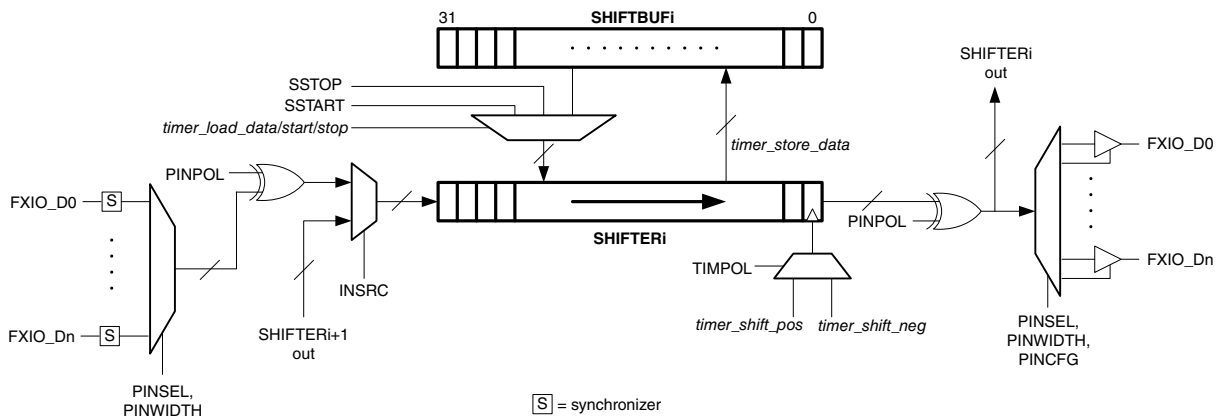 31
SHIFTBUFi
0
SHIFTERi
out
SSTOP
SSTART
timer_load_data/start/stop
timer_store_data
FXIO_D0
S
PINPOL
FXIO_D0
PINPOL
SHIFTERi
TIMPOL
INSRC
FXIO_Dn
timer_shift_pos
timer_shift_neg
SHIFTERi+1
out
FXIO_Dn
S
PINSEL,
PINWIDTH,
PINCFG
PINSEL,
PINWIDTH
S = synchronizer